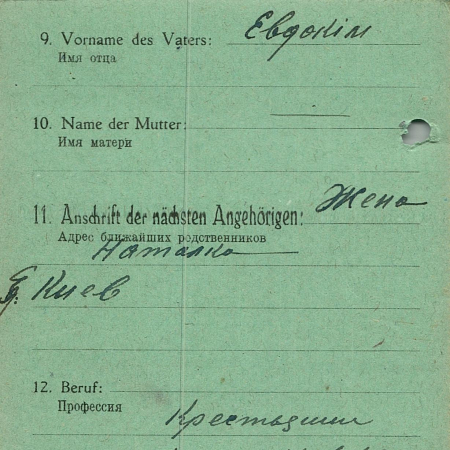 9. Vorname des Vaters: Евдокім
Имя отца
10. Name der Mutter:
Имя матери
11. Anschrift der nächsten Angehörigen: Жена
Адрес ближайших родственников
Наталка
г. Киев
12. Beruf:
Профессия
Крестьянин